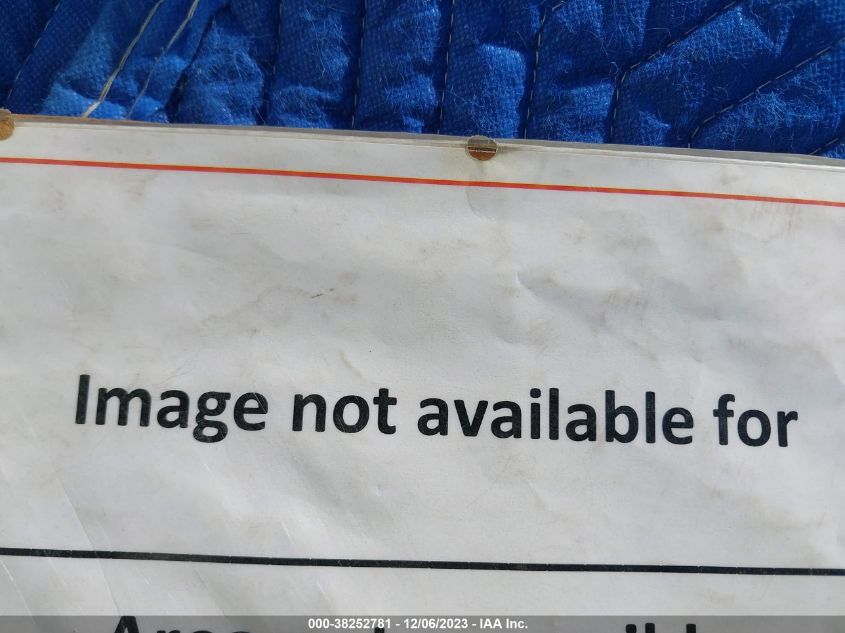 Image not available for
000-38252781 - 12/06/2023 - IAA Inc.